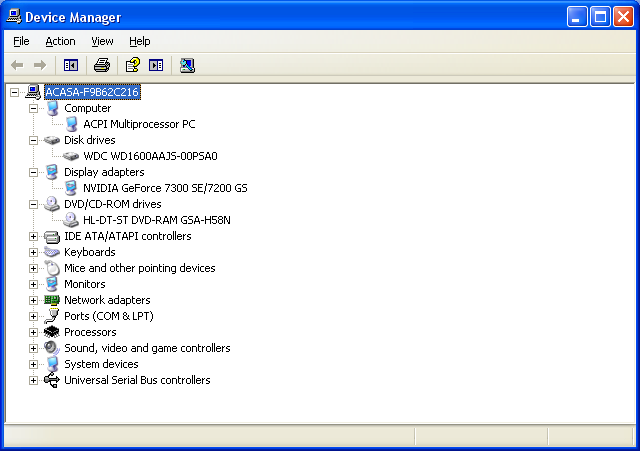 Device Manager
File Action View Help
ACASA-F9B62C216
Computer
ACPI Multiprocessor PC
Disk drives
WDC WD1600AAJS-00PSA0
Display adapters
NVIDIA GeForce 7300 SE/7200 GS
DVD/CD-ROM drives
HL-DT-ST DVD-RAM GSA-H58N
IDE ATA/ATAPI controllers
Keyboards
Mice and other pointing devices
Monitors
Network adapters
Ports (COM & LPT)
Processors
Sound, video and game controllers
System devices
Universal Serial Bus controllers